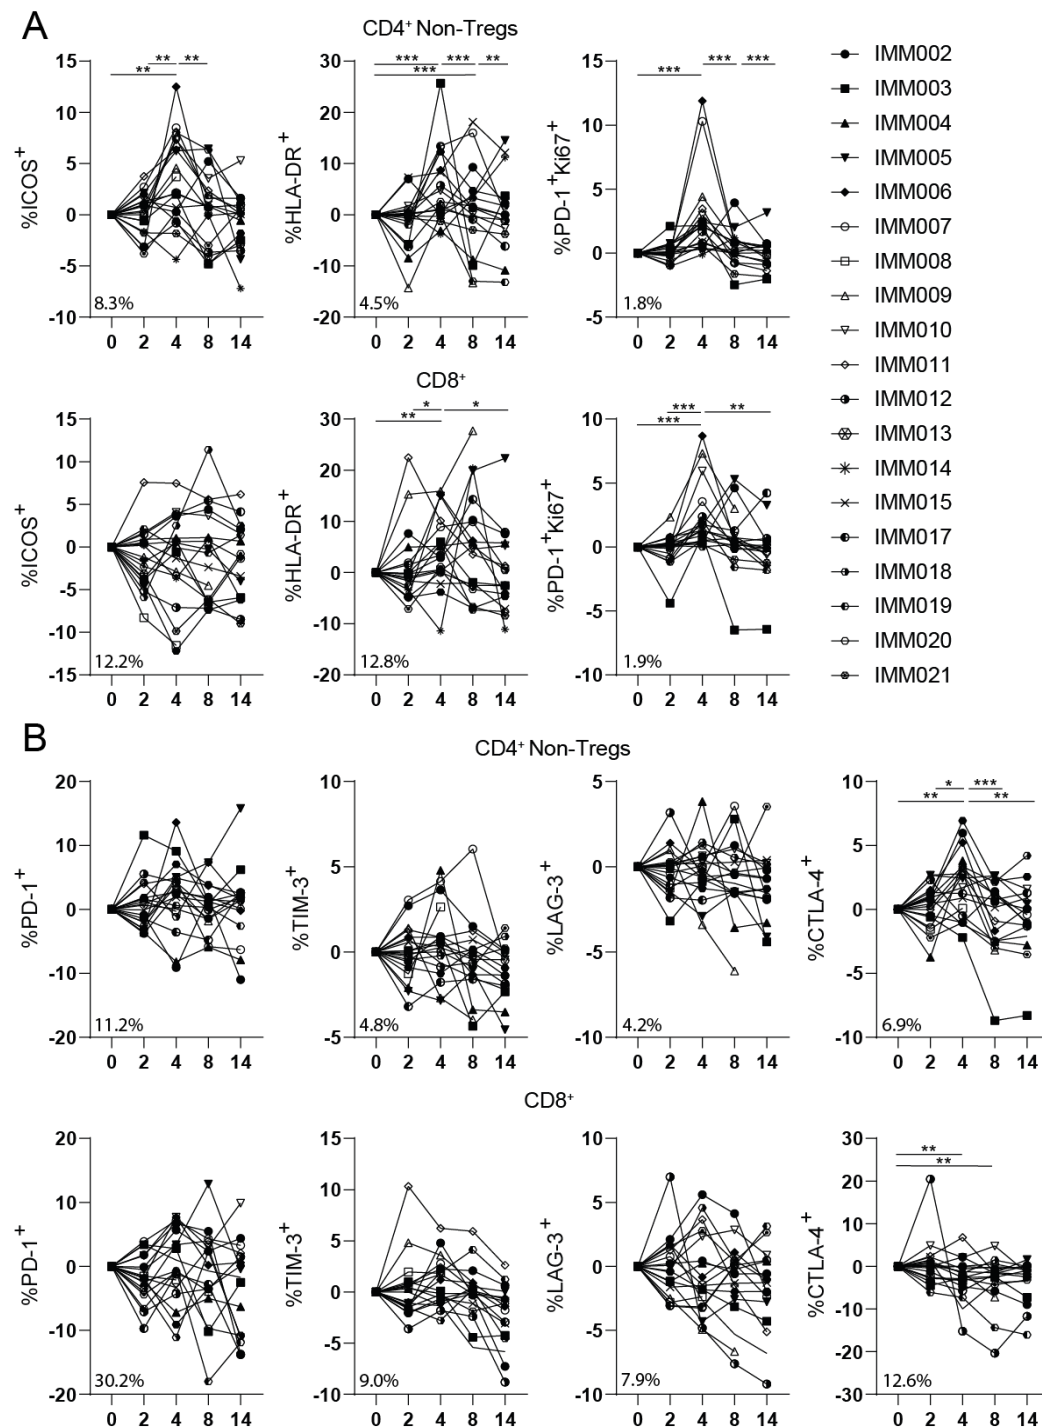 A
CD4⁺ Non-Tregs
%ICOS⁺
15
10
5
0
-5
-10
8.3%
0 2 4 8 14
** ** **
%HLA-DR⁺
30
20
10
0
-10
-20
4.5%
0 2 4 8 14
*** *** **
***
%PD-1⁺Ki67⁺
15
10
5
0
-5
1.8%
0 2 4 8 14
*** *** ***
CD8⁺
%ICOS⁺
15
10
5
0
-5
-10
-15
12.2%
0 2 4 8 14
%HLA-DR⁺
30
20
10
0
-10
-20
12.8%
0 2 4 8 14
* *
**
%PD-1⁺Ki67⁺
10
5
0
-5
-10
1.9%
0 2 4 8 14
*** **
***
IMM002
IMM003
IMM004
IMM005
IMM006
IMM007
IMM008
IMM009
IMM010
IMM011
IMM012
IMM013
IMM014
IMM015
IMM017
IMM018
IMM019
IMM020
IMM021
B
CD4⁺ Non-Tregs
%PD-1⁺
20
10
0
-10
-20
11.2%
0 2 4 8 14
%TIM-3⁺
10
5
0
-5
4.8%
0 2 4 8 14
%LAG-3⁺
5
0
-5
-10
4.2%
0 2 4 8 14
%CTLA-4⁺
10
5
0
-5
-10
6.9%
0 2 4 8 14
* ***
** **
CD8⁺
%PD-1⁺
20
10
0
-10
-20
30.2%
0 2 4 8 14
%TIM-3⁺
15
10
5
0
-5
-10
9.0%
0 2 4 8 14
%LAG-3⁺
10
5
0
-5
-10
7.9%
0 2 4 8 14
%CTLA-4⁺
30
20
10
0
-10
-20
-30
12.6%
0 2 4 8 14
**
**